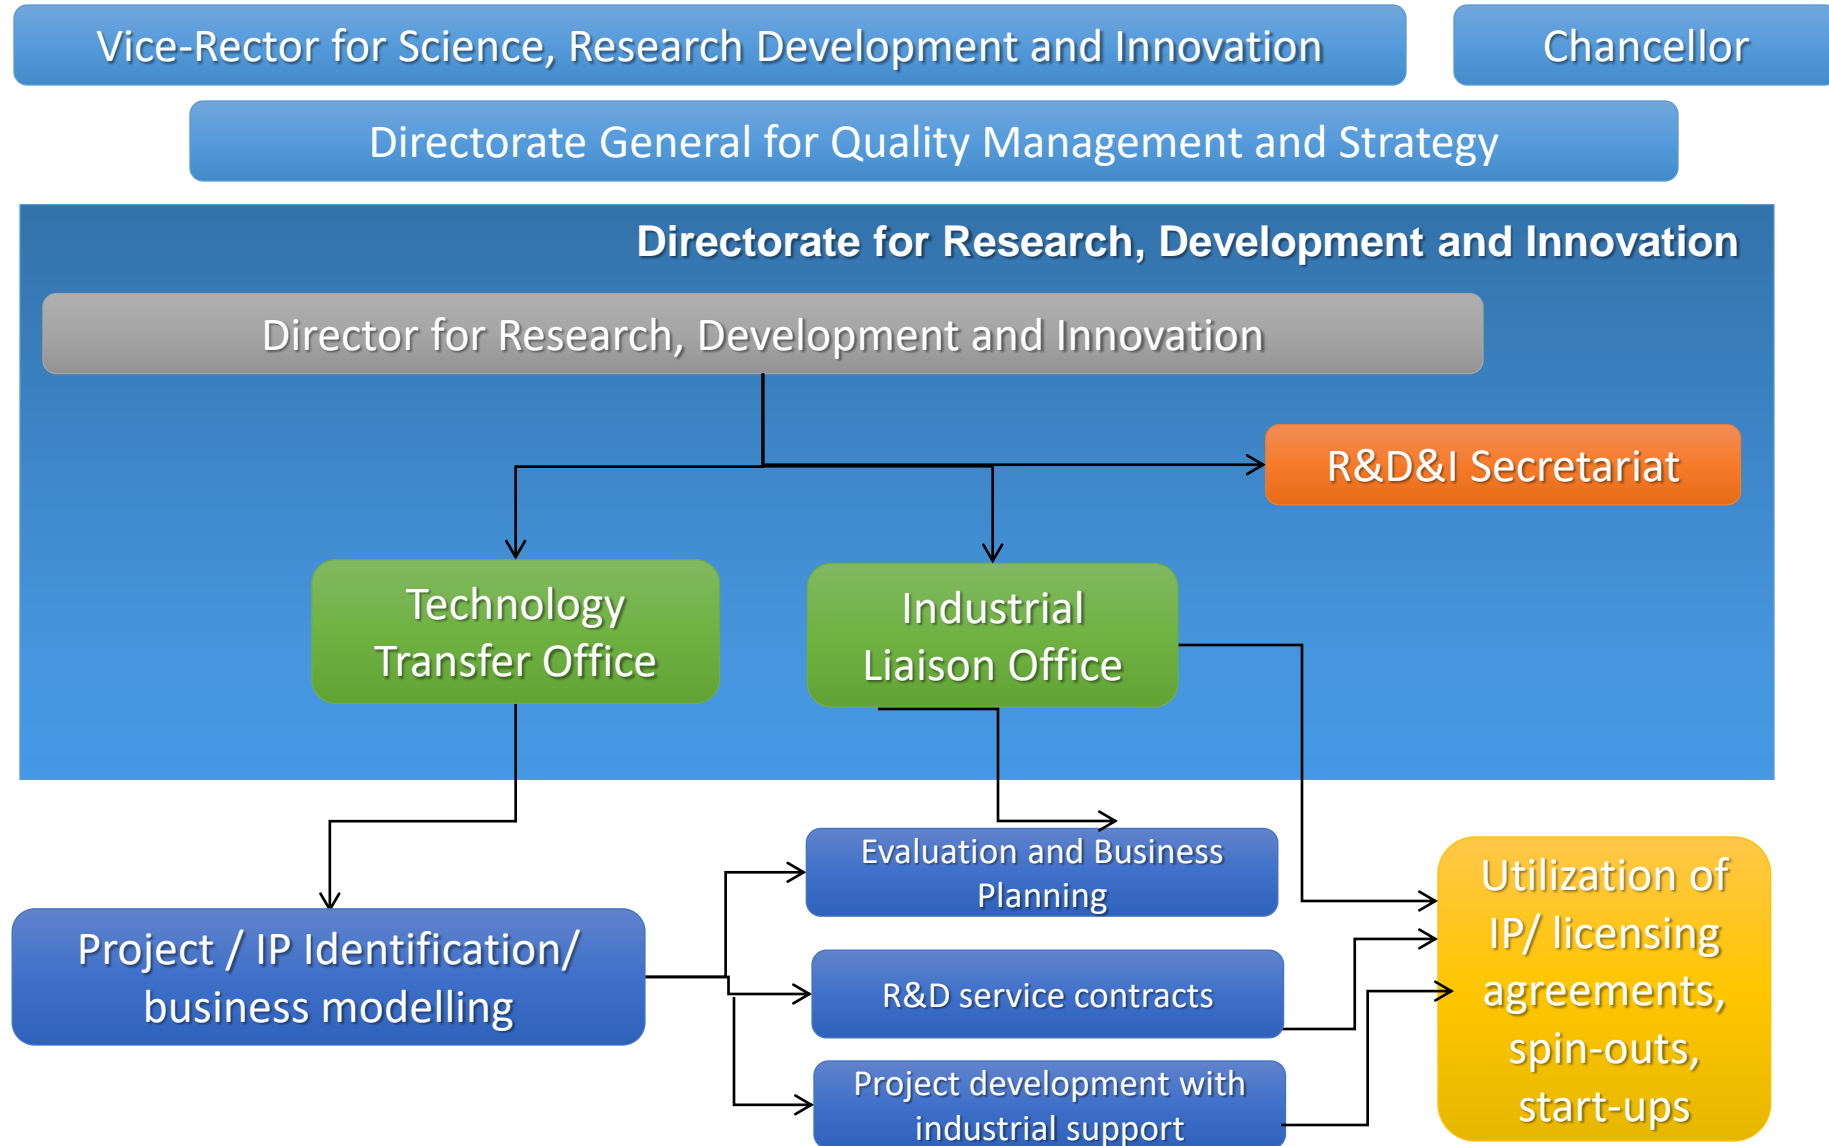 Vice-Rector for Science, Research Development and Innovation
Chancellor
Directorate General for Quality Management and Strategy
Directorate for Research, Development and Innovation
Director for Research, Development and Innovation
R&D&I Secretariat
Technology
Transfer Office
Industrial
Liaison Office
Project / IP Identification/
business modelling
Evaluation and Business
Planning
R&D service contracts
Project development with
industrial support
Utilization of
IP/ licensing
agreements,
spin-outs,
start-ups